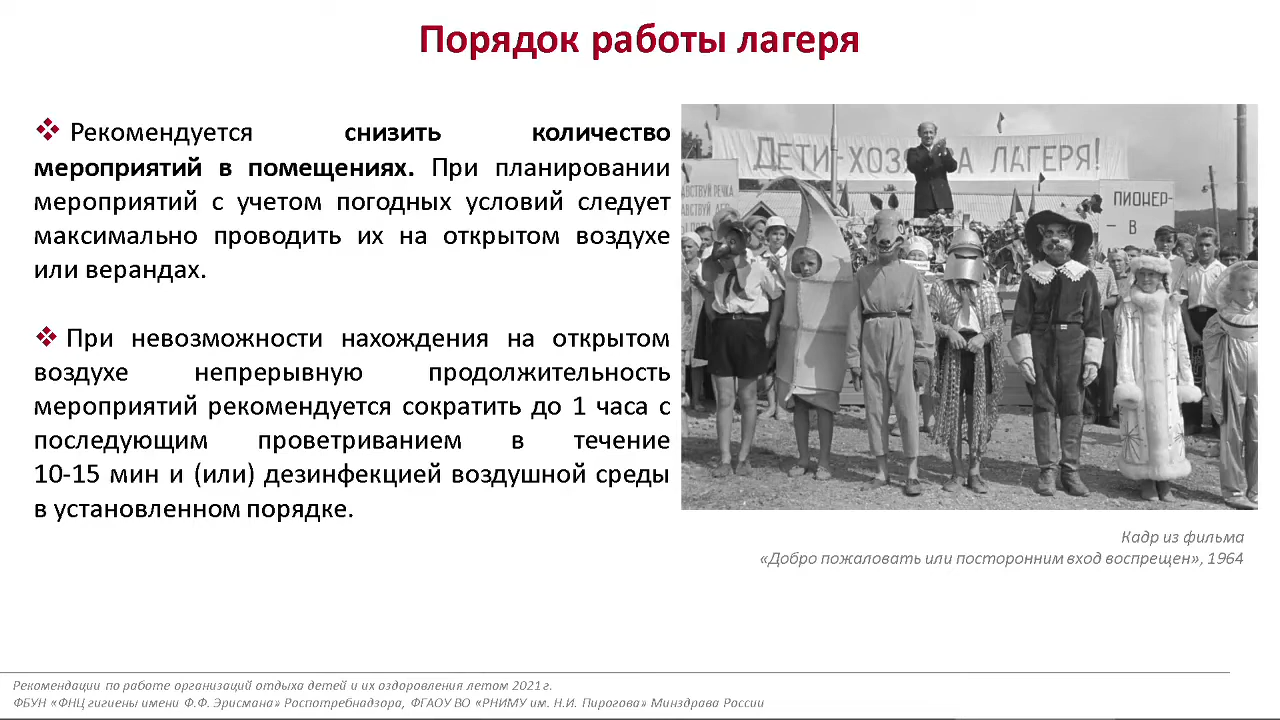 Порядок работы лагеря
❖ Рекомендуется снизить количество
мероприятий в помещениях. При планировании
мероприятий с учетом погодных условий следует
максимально проводить их на открытом воздухе
или верандах.
❖ При невозможности нахождения на открытом
воздухе непрерывную продолжительность
мероприятий рекомендуется сократить до 1 часа с
последующим проветриванием в течение
10-15 мин и (или) дезинфекцией воздушной среды
в установленном порядке.
ДЕТИ-ХОЗ ВА ЛАГЕРЯ!
РЕЧКА
ПИОНЕР-
- В
Кадр из фильма
«Добро пожаловать или посторонним вход воспрещен», 1964
Рекомендации по работе организаций отдыха детей и их оздоровления летом 2021 г.
ФБУН «ФНЦ гигиены имени Ф.Ф. Эрисмана» Роспотребнадзора, ФГАОУ ВО «РНИМУ им. Н.И. Пирогова» Минздрава России